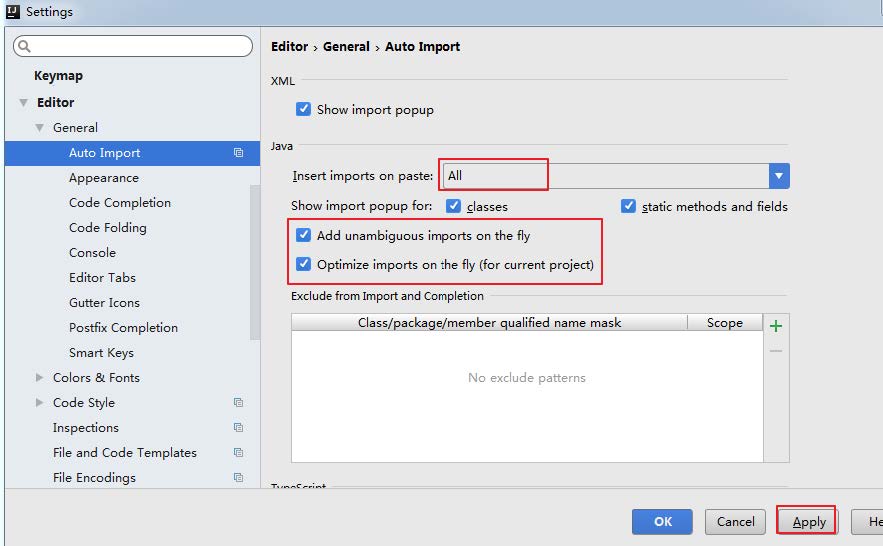 Settings
Keymap
Editor
General
Auto Import
Appearance
Code Completion
Code Folding
Console
Editor Tabs
Gutter Icons
Postfix Completion
Smart Keys
Colors & Fonts
Code Style
Inspections
File and Code Templates
File Encodings
Editor › General › Auto Import
XML
Show import popup
Java
Insert imports on paste: All
Show import popup for: classes static methods and fields
Add unambiguous imports on the fly
Optimize imports on the fly (for current project)
Exclude from Import and Completion
Class/package/member qualified name mask Scope
No exclude patterns
TypeScript
OK Cancel Apply He